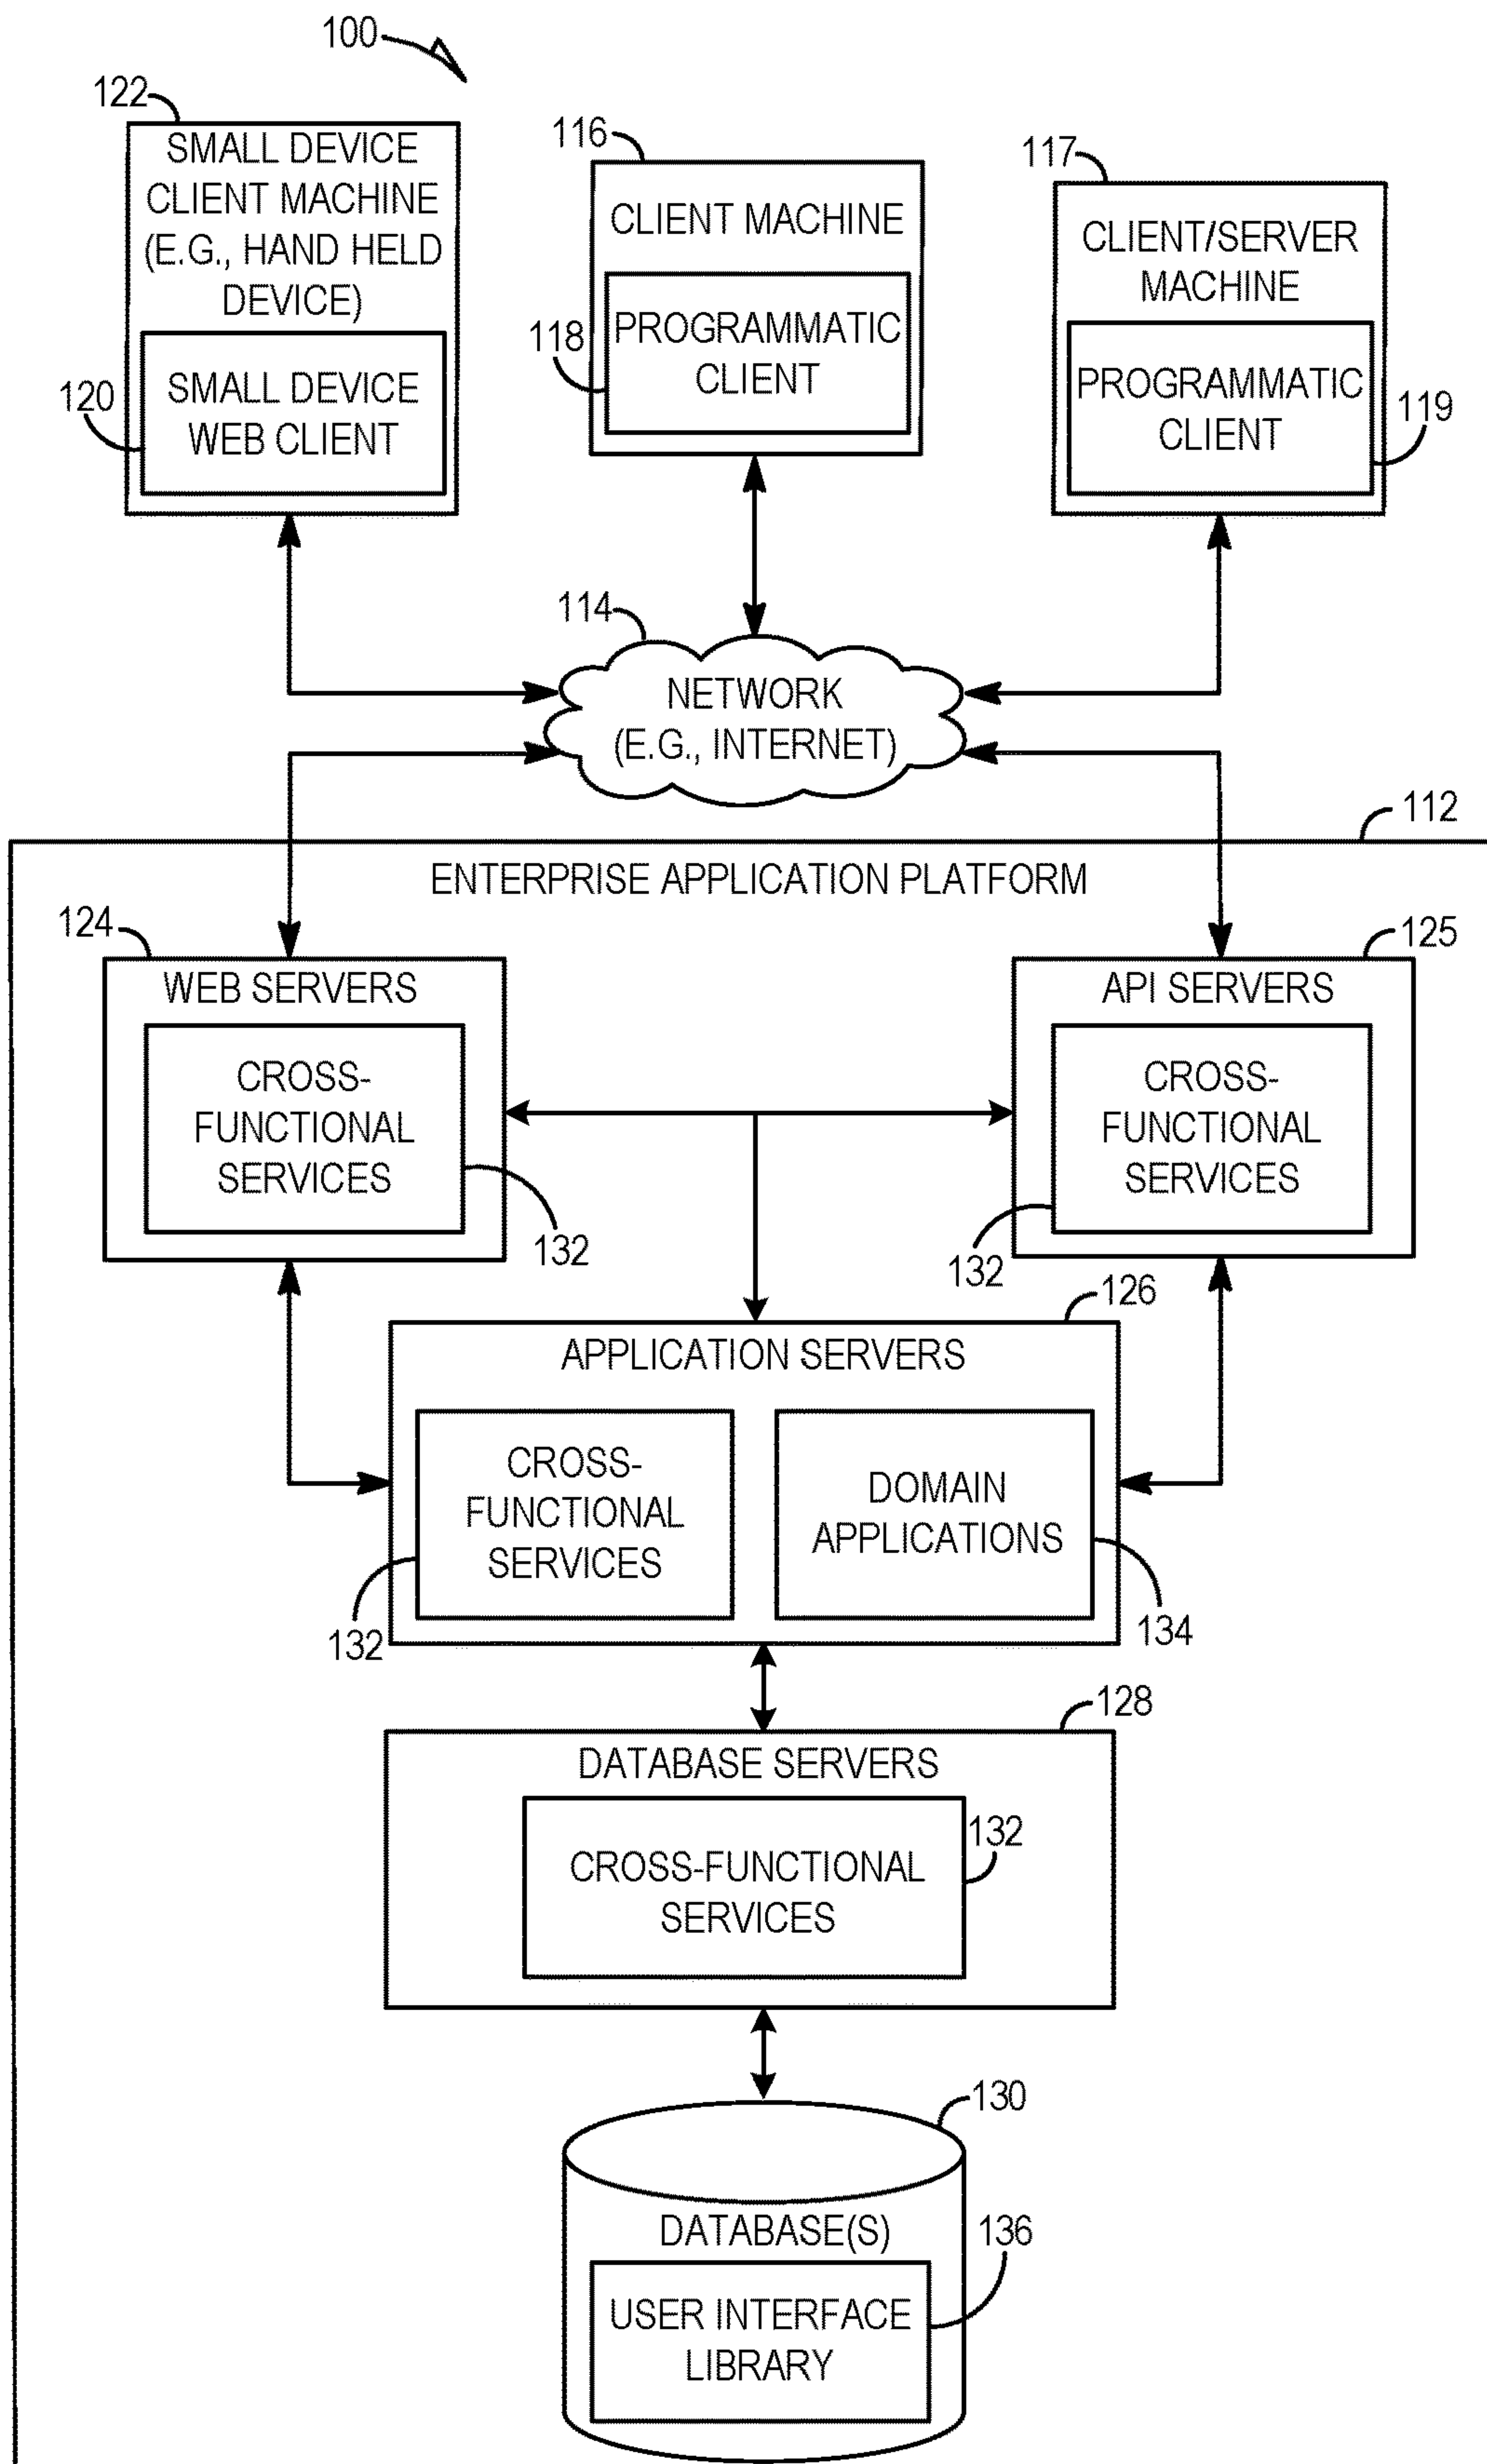 100
122
SMALL DEVICE
CLIENT MACHINE
(E.G., HAND HELD
DEVICE)
120
SMALL DEVICE
WEB CLIENT
116
CLIENT MACHINE
118
PROGRAMMATIC
CLIENT
117
CLIENT/SERVER
MACHINE
PROGRAMMATIC
CLIENT
119
114
NETWORK
(E.G., INTERNET)
112
ENTERPRISE APPLICATION PLATFORM
124
WEB SERVERS
CROSS-
FUNCTIONAL
SERVICES
132
125
API SERVERS
CROSS-
FUNCTIONAL
SERVICES
132
126
APPLICATION SERVERS
CROSS-
FUNCTIONAL
SERVICES
132
DOMAIN
APPLICATIONS
134
128
DATABASE SERVERS
CROSS-FUNCTIONAL
SERVICES
132
130
DATABASE(S)
136
USER INTERFACE
LIBRARY